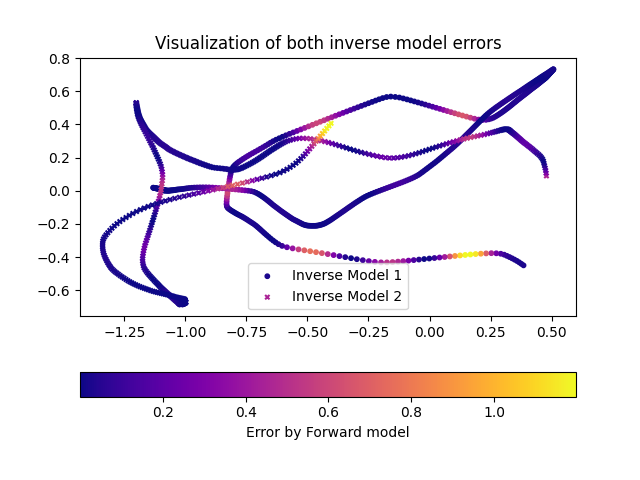 Visualization of both inverse model errors
0.8
0.6
0.4
0.2
0.0
−0.2
−0.4
−0.6
Inverse Model 1
Inverse Model 2
−1.25 −1.00 −0.75 −0.50 −0.25 0.00 0.25 0.50
0.2 0.4 0.6 0.8 1.0
Error by Forward model